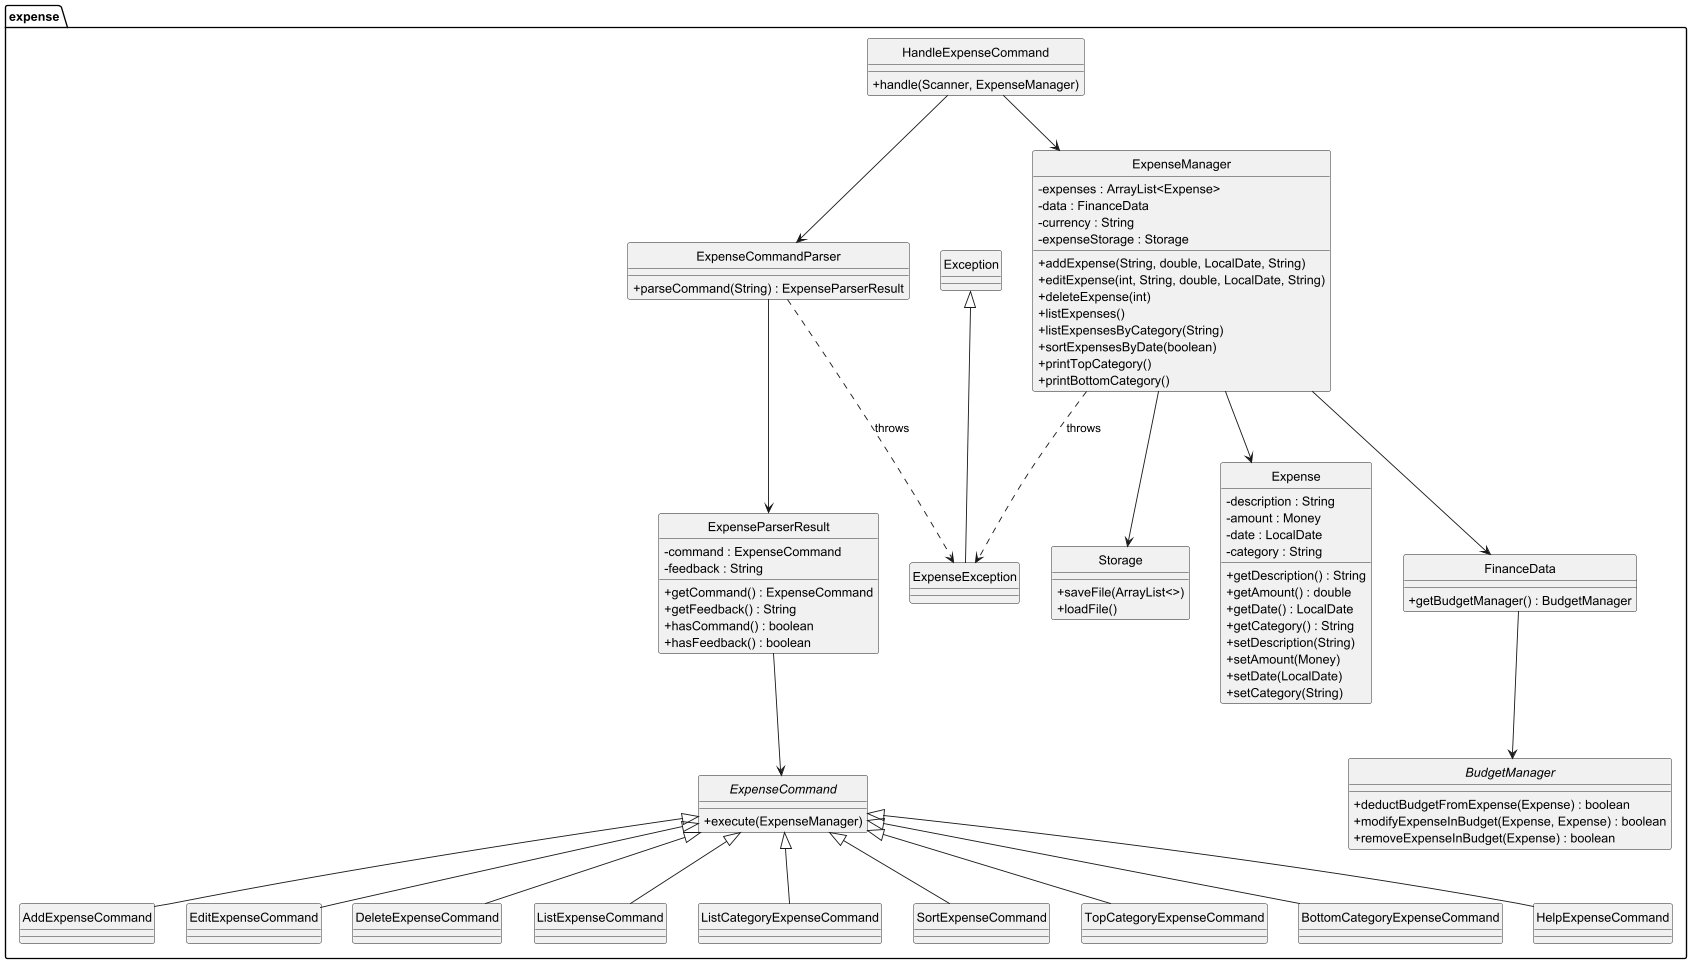 expense
HandleExpenseCommand
+handle(Scanner, ExpenseManager)
ExpenseManager
-expenses : ArrayList<Expense>
-data : FinanceData
-currency : String
-expenseStorage : Storage
+addExpense(String, double, LocalDate, String)
+editExpense(int, String, double, LocalDate, String)
+deleteExpense(int)
+listExpenses()
+listExpensesByCategory(String)
+sortExpensesByDate(boolean)
+printTopCategory()
+printBottomCategory()
ExpenseCommandParser
+parseCommand(String) : ExpenseParserResult
Exception
throws
throws
ExpenseParserResult
-command : ExpenseCommand
-feedback : String
+getCommand() : ExpenseCommand
+getFeedback() : String
+hasCommand() : boolean
+hasFeedback() : boolean
ExpenseException
Storage
+saveFile(ArrayList<>)
+loadFile()
Expense
-description : String
-amount : Money
-date : LocalDate
-category : String
+getDescription() : String
+getAmount() : double
+getDate() : LocalDate
+getCategory() : String
+setDescription(String)
+setAmount(Money)
+setDate(LocalDate)
+setCategory(String)
FinanceData
+getBudgetManager() : BudgetManager
BudgetManager
+deductBudgetFromExpense(Expense) : boolean
+modifyExpenseInBudget(Expense, Expense) : boolean
+removeExpenseInBudget(Expense) : boolean
ExpenseCommand
+execute(ExpenseManager)
AddExpenseCommand
EditExpenseCommand
DeleteExpenseCommand
ListExpenseCommand
ListCategoryExpenseCommand
SortExpenseCommand
TopCategoryExpenseCommand
BottomCategoryExpenseCommand
HelpExpenseCommand